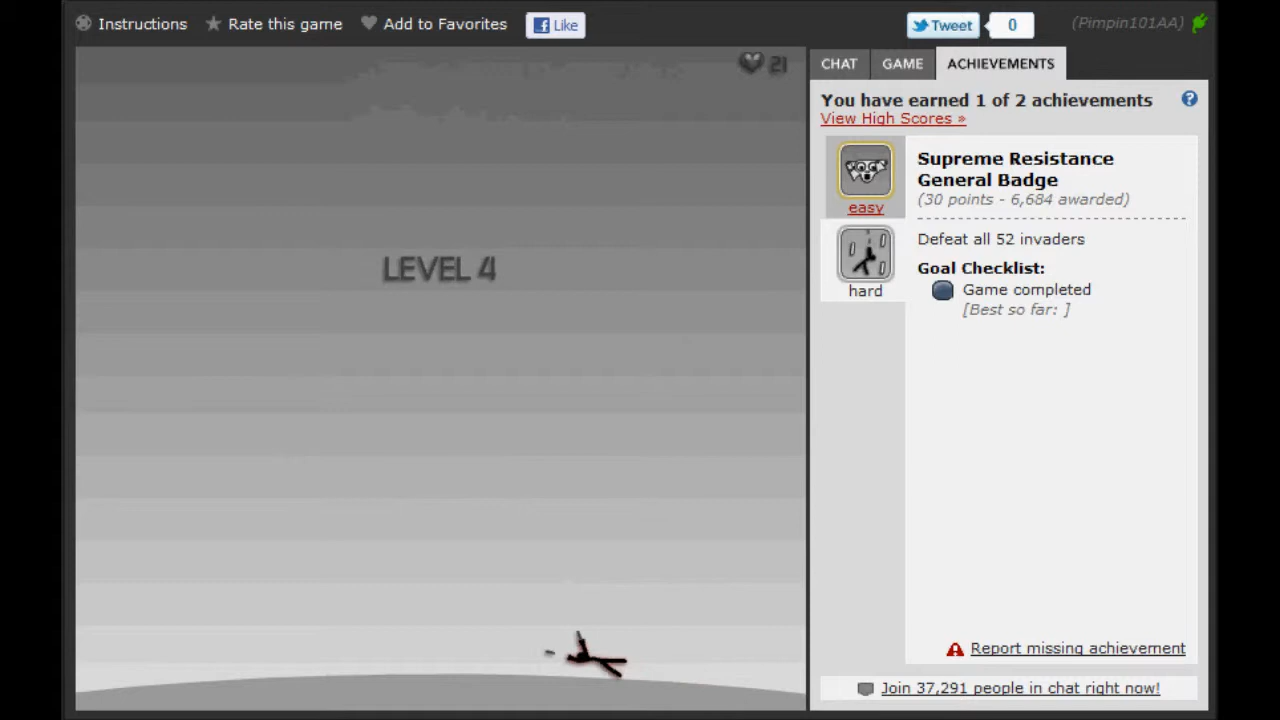 Instructions Rate this game Add to Favorites Like
Tweet 0 (Pimpin101AA)
21
LEVEL 4
CHAT GAME ACHIEVEMENTS
You have earned 1 of 2 achievements
View High Scores »
easy
hard
Supreme Resistance
General Badge
(30 points - 6,684 awarded)
Defeat all 52 invaders
Goal Checklist:
Game completed
[Best so far: ]
Report missing achievement
Join 37,291 people in chat right now!